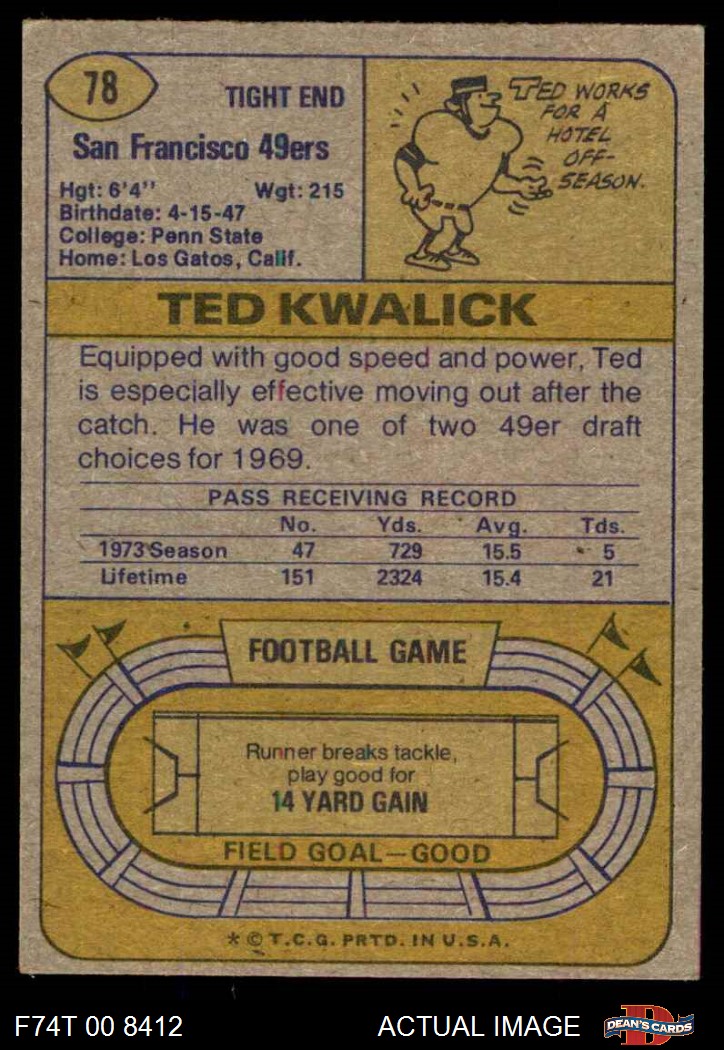 78
TIGHT END
San Francisco 49ers
Hgt: 6'4" Wgt: 215
Birthdate: 4-15-47
College: Penn State
Home: Los Gatos, Calif.
TED WORKS
FOR A
HOTEL
OFF-
SEASON.
TED KWALICK
Equipped with good speed and power, Ted
is especially effective moving out after the
catch. He was one of two 49er draft
choices for 1969.
PASS RECEIVING RECORD
No. Yds. Avg. Tds.
1973 Season 47 729 15.5 5
Lifetime 151 2324 15.4 21
FOOTBALL GAME
Runner breaks tackle,
play good for
14 YARD GAIN
FIELD GOAL—GOOD
* © T.C.G. PRTD. IN U.S.A.
F74T 00 8412 ACTUAL IMAGE
D
DEAN'S CARDS